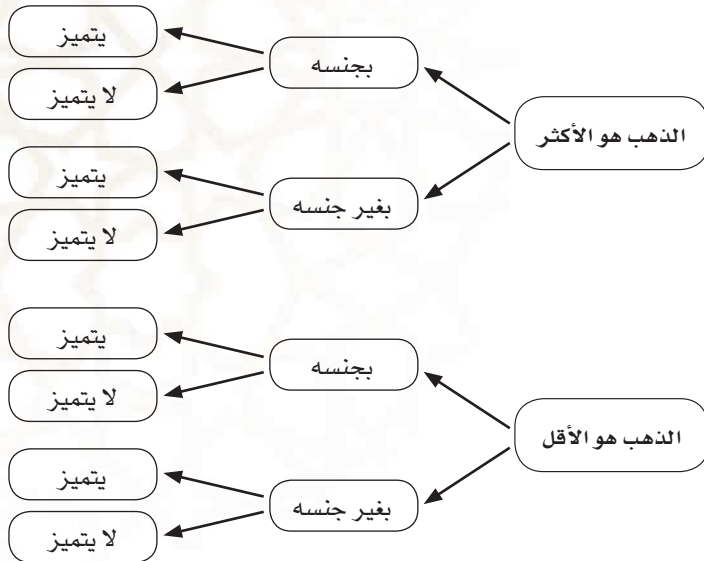 الذهب هو الأكثر
بجنسه
يتميز
لا يتميز
بغير جنسه
يتميز
لا يتميز
الذهب هو الأقل
بجنسه
يتميز
لا يتميز
بغير جنسه
يتميز
لا يتميز